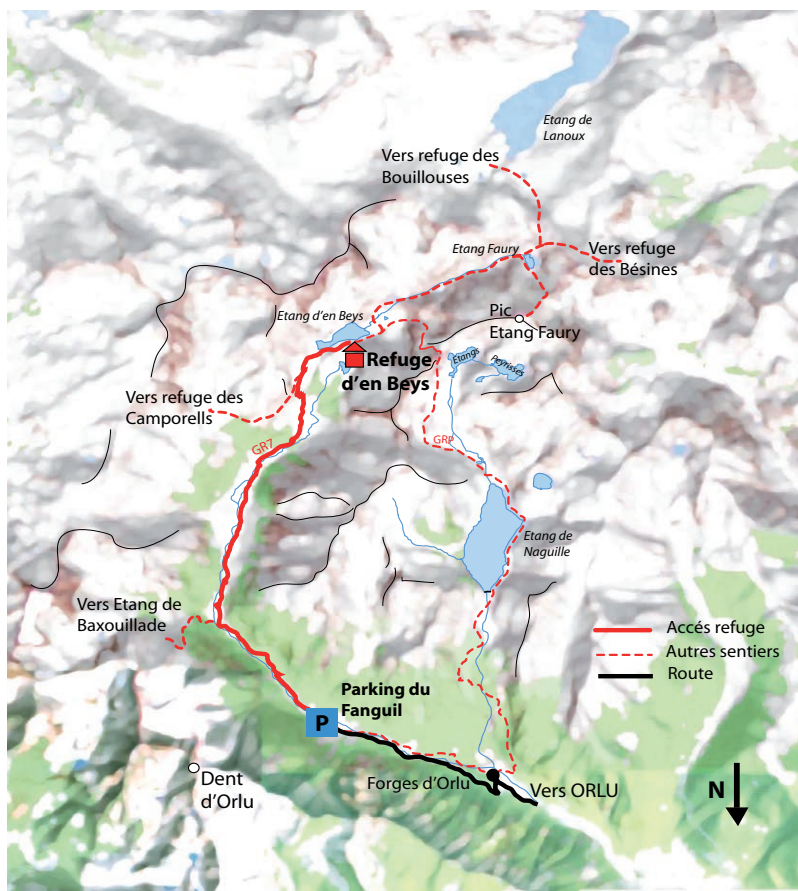 Etang de
Lanoux
Vers refuge des
Bouillouses
Etang Faury
Vers refuge
des Bésines
Pic
Etang Faury
Etang d'en Beys
Refuge
d'en Beys
Etangs
Peyrisses
Vers refuge des
Camporells
GR7
GRP
Etang de
Naguille
Vers Etang de
Baxouillade
Accés refuge
Autres sentiers
Route
Parking du
Fanguil
P
Dent
d'Orlu
Forges d'Orlu
Vers ORLU
N